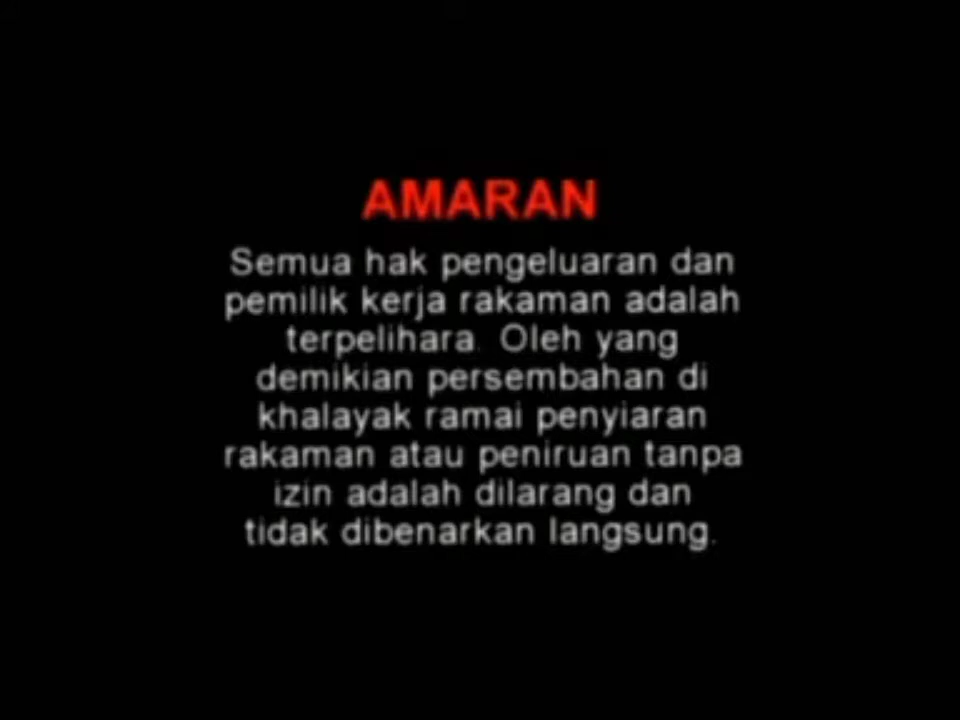 AMARAN
Semua hak pengeluaran dan
pemilik kerja rakaman adalah
terpelihara. Oleh yang
demikian persembahan di
khalayak ramai penyiaran
rakaman atau peniruan tanpa
izin adalah dilarang dan
tidak dibenarkan langsung.